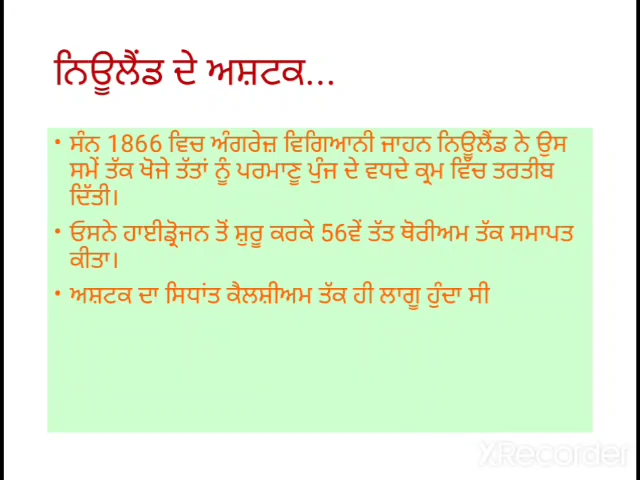 ਨਿਊਲੈਂਡ ਦੇ ਅਸ਼ਟਕ...
• ਸੰਨ 1866 ਵਿਚ ਅੰਗਰੇਜ਼ ਵਿਗਿਆਨੀ ਜਾਹਨ ਨਿਊਲੈਂਡ ਨੇ ਉਸ
ਸਮੇਂ ਤੱਕ ਖੋਜੇ ਤੱਤਾਂ ਨੂੰ ਪਰਮਾਣੂ ਪੁੰਜ ਦੇ ਵਧਦੇ ਕ੍ਰਮ ਵਿੱਚ ਤਰਤੀਬ
ਦਿੱਤੀ।
• ਓਸਨੇ ਹਾਈਡ੍ਰੋਜਨ ਤੋਂ ਸ਼ੁਰੂ ਕਰਕੇ 56ਵੇਂ ਤੱਤ ਥੋਰੀਅਮ ਤੱਕ ਸਮਾਪਤ
ਕੀਤਾ।
• ਅਸ਼ਟਕ ਦਾ ਸਿਧਾਂਤ ਕੈਲਸ਼ੀਅਮ ਤੱਕ ਹੀ ਲਾਗੂ ਹੁੰਦਾ ਸੀ
XRecorder